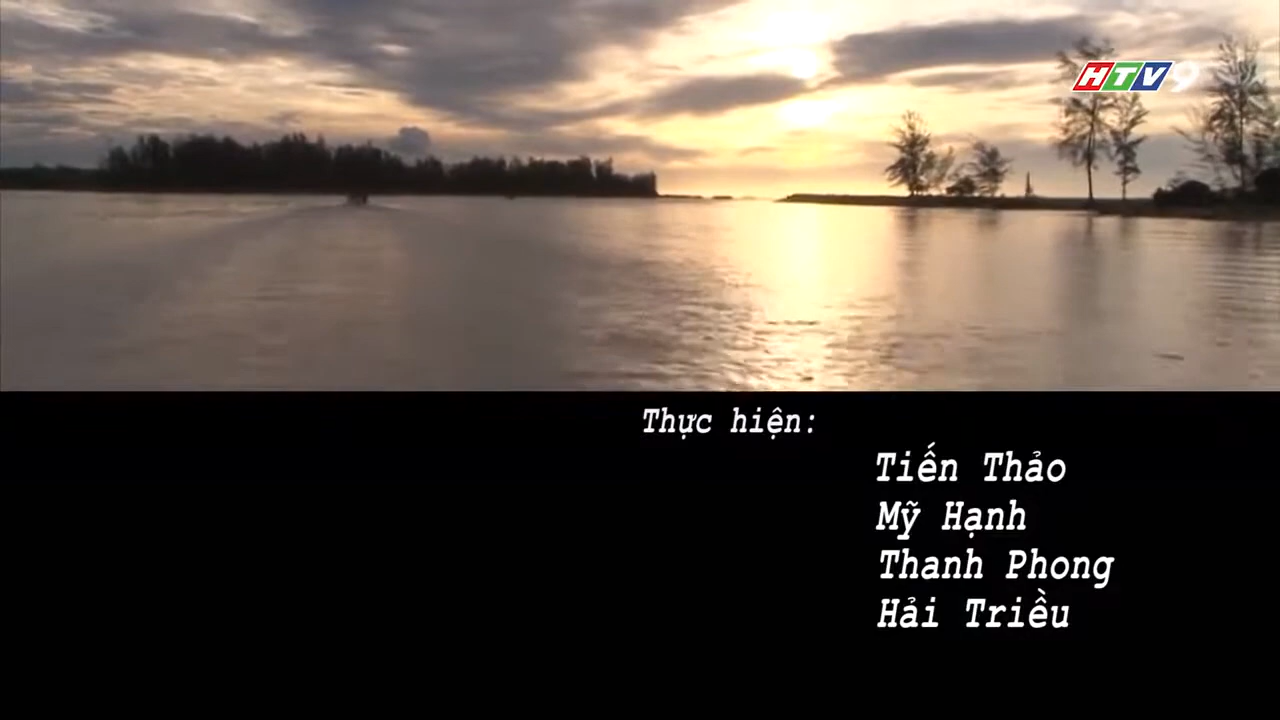 HTV9
Thực hiện:
Tiến Thảo
Mỹ Hạnh
Thanh Phong
Hải Triều